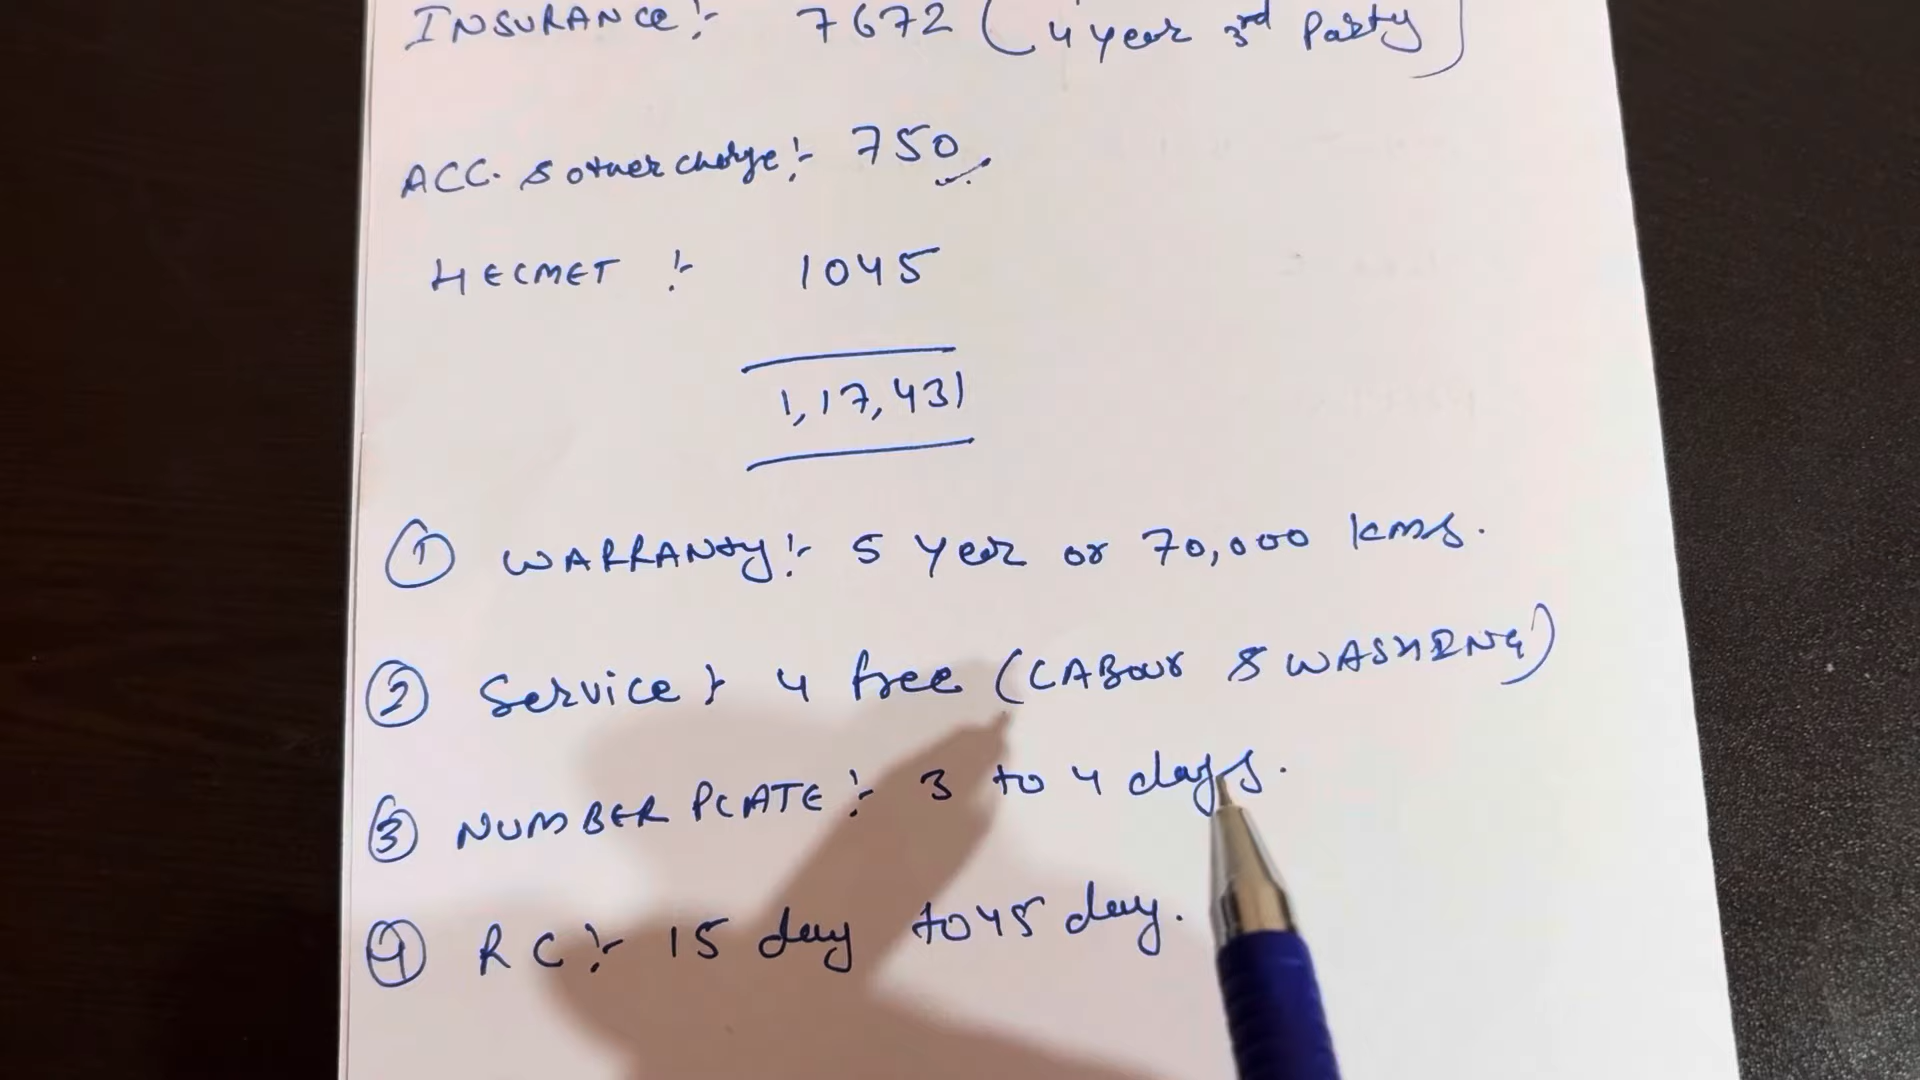 INSURANCE:- 7672 (4 year 3rd Party)
ACC. & other charge:- 750
HELMET :- 1045
1,17,431
① WARRANTY:- 5 Year or 70,000 kms.
② Service:- 4 free (LABOUR & WASHING)
③ NUMBER PLATE:- 3 to 4 days.
④ RC:- 15 day to 45 day.